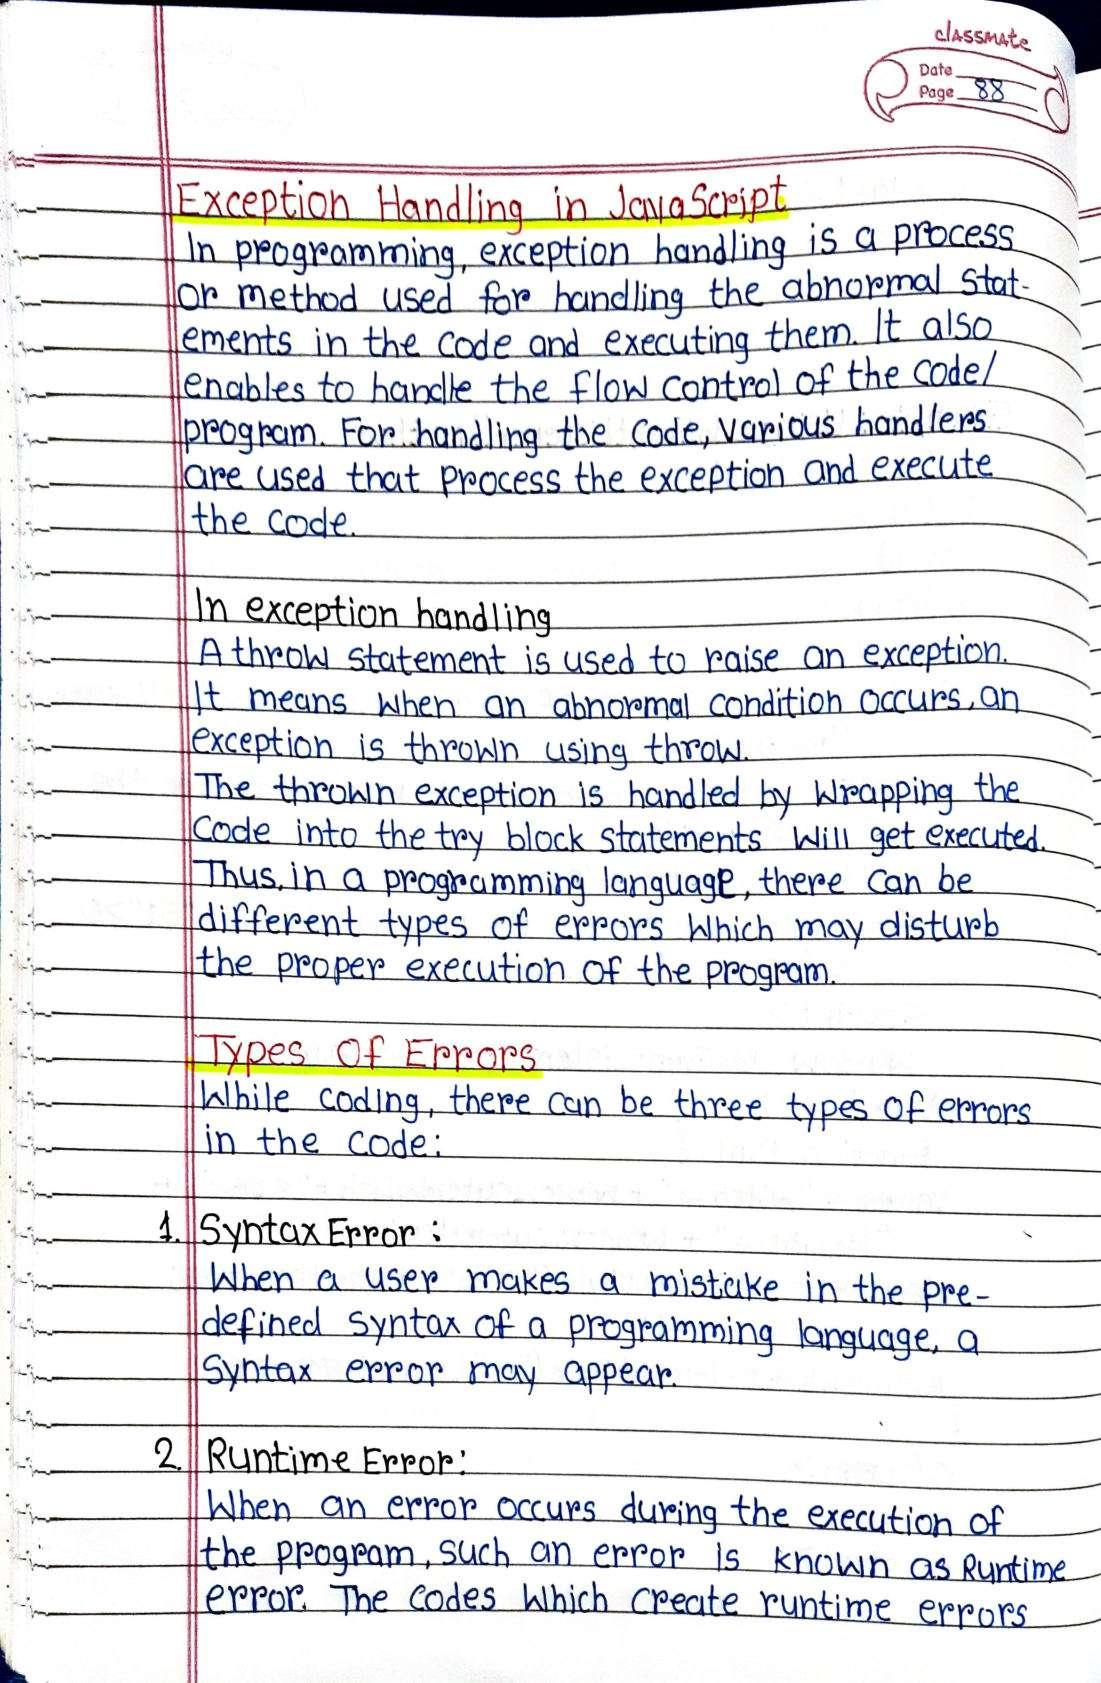 classmate
Date
Page 88
Exception Handling in JavaScript
In programming, exception handling is a process
or method used for handling the abnormal stat-
ements in the code and executing them. It also
enables to handle the flow control of the code/
program. For handling the code, various handlers
are used that process the exception and execute
the code.
In exception handling
A throw statement is used to raise an exception.
It means when an abnormal condition occurs, an
exception is thrown using throw.
The thrown exception is handled by wrapping the
code into the try block statements will get executed.
Thus, in a programming language, there can be
different types of errors which may disturb
the proper execution of the program.
Types Of Errors
While coding, there can be three types of errors
in the code:
1. Syntax Error :
When a user makes a mistake in the pre-
defined syntax of a programming language, a
syntax error may appear.
2. Runtime Error:
When an error occurs during the execution of
the program, such an error is known as Runtime
error. The codes which create runtime errors